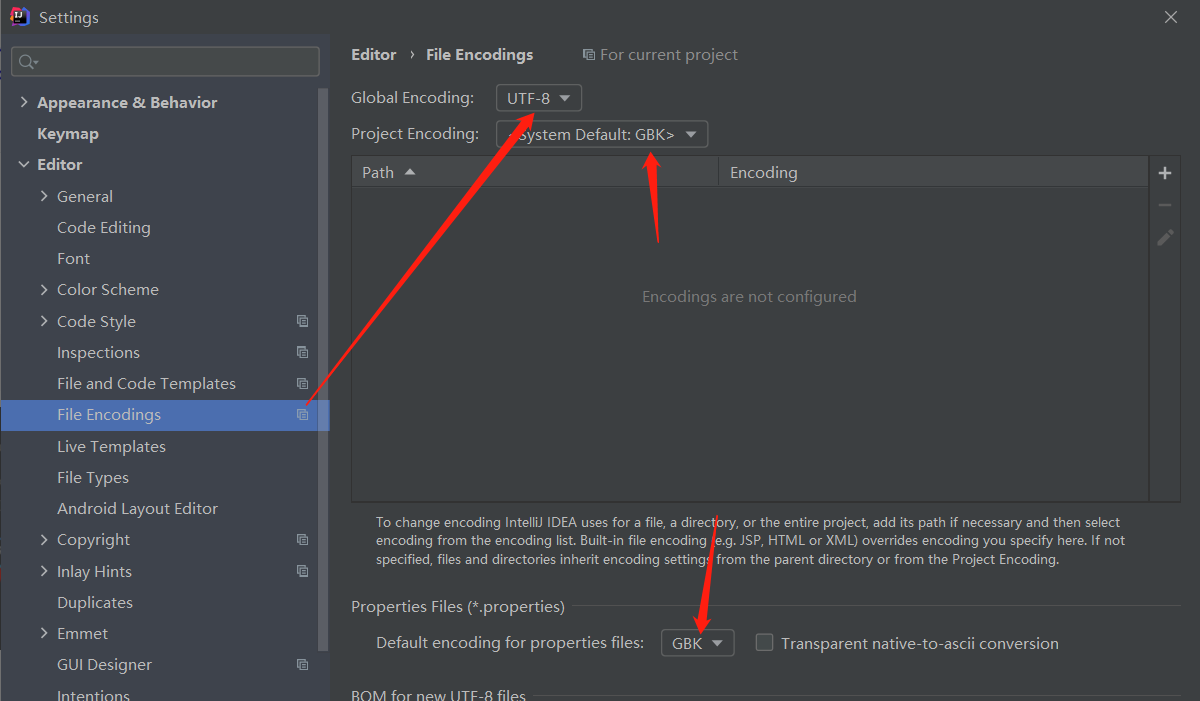 Settings
Appearance & Behavior
Keymap
Editor
General
Code Editing
Font
Color Scheme
Code Style
Inspections
File and Code Templates
File Encodings
Live Templates
File Types
Android Layout Editor
Copyright
Inlay Hints
Duplicates
Emmet
GUI Designer
Intentions
Editor › File Encodings For current project
Global Encoding: UTF-8
Project Encoding: <System Default: GBK>
Path Encoding
Encodings are not configured
To change encoding IntelliJ IDEA uses for a file, a directory, or the entire project, add its path if necessary and then select
encoding from the encoding list. Built-in file encoding (e.g. JSP, HTML or XML) overrides encoding you specify here. If not
specified, files and directories inherit encoding settings from the parent directory or from the Project Encoding.
Properties Files (*.properties)
Default encoding for properties files: GBK Transparent native-to-ascii conversion
BOM for new UTF-8 files